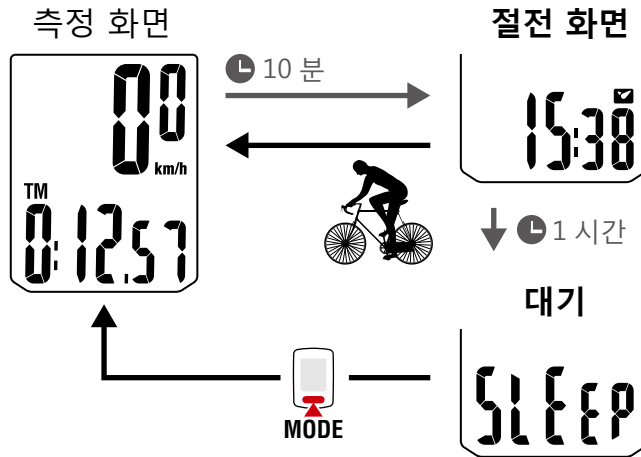 측정 화면
절전 화면
10 분
00
km/h
TM
0:12.57
15:38
1 시간
대기
SLEEP
MODE